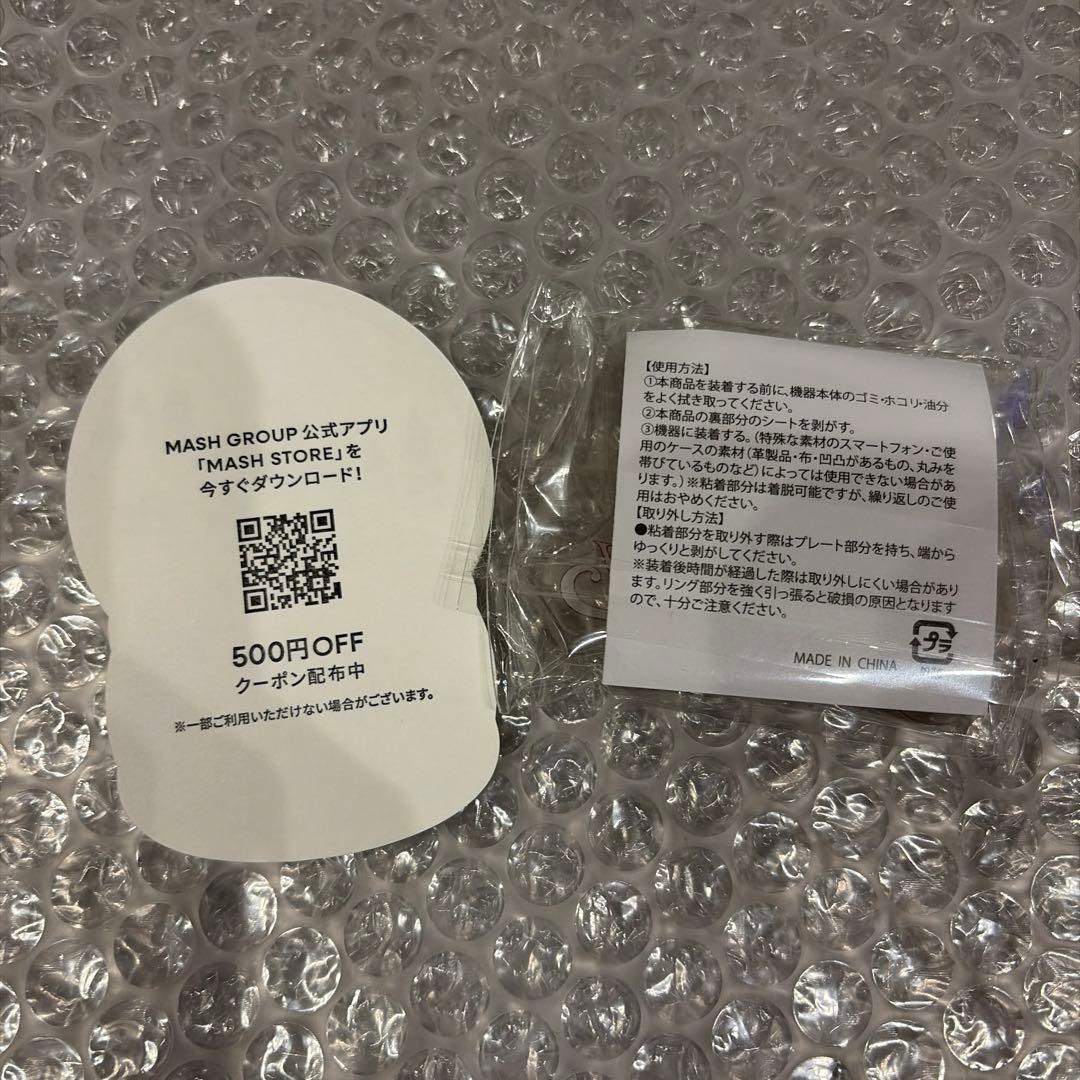 MASH GROUP 公式アプリ
「MASH STORE」を
今すぐダウンロード!
500円OFF
クーポン配布中
※一部ご利用いただけない場合がございます。
【使用方法】
①本商品を装着する前に、機器本体のゴミ・ホコリ・油分
をよく拭き取ってください。
②本商品の裏部分のシートを剥がす。
③機器に装着する。(特殊な素材のスマートフォン・ご使
用のケースの素材(革製品・布・凹凸があるもの、丸みを
帯びているものなど)によっては使用できない場合があ
ります。)※粘着部分は着脱可能ですが、繰り返しのご使
用はおやめください。
【取り外し方法】
●粘着部分を取り外す際はプレート部分を持ち、端から
ゆっくりと剥がしてください。
※装着後時間が経過した際は取り外しにくい場合があり
ます。リング部分を強く引っ張ると破損の原因となります
ので、十分ご注意ください。
プラ
MADE IN CHINA